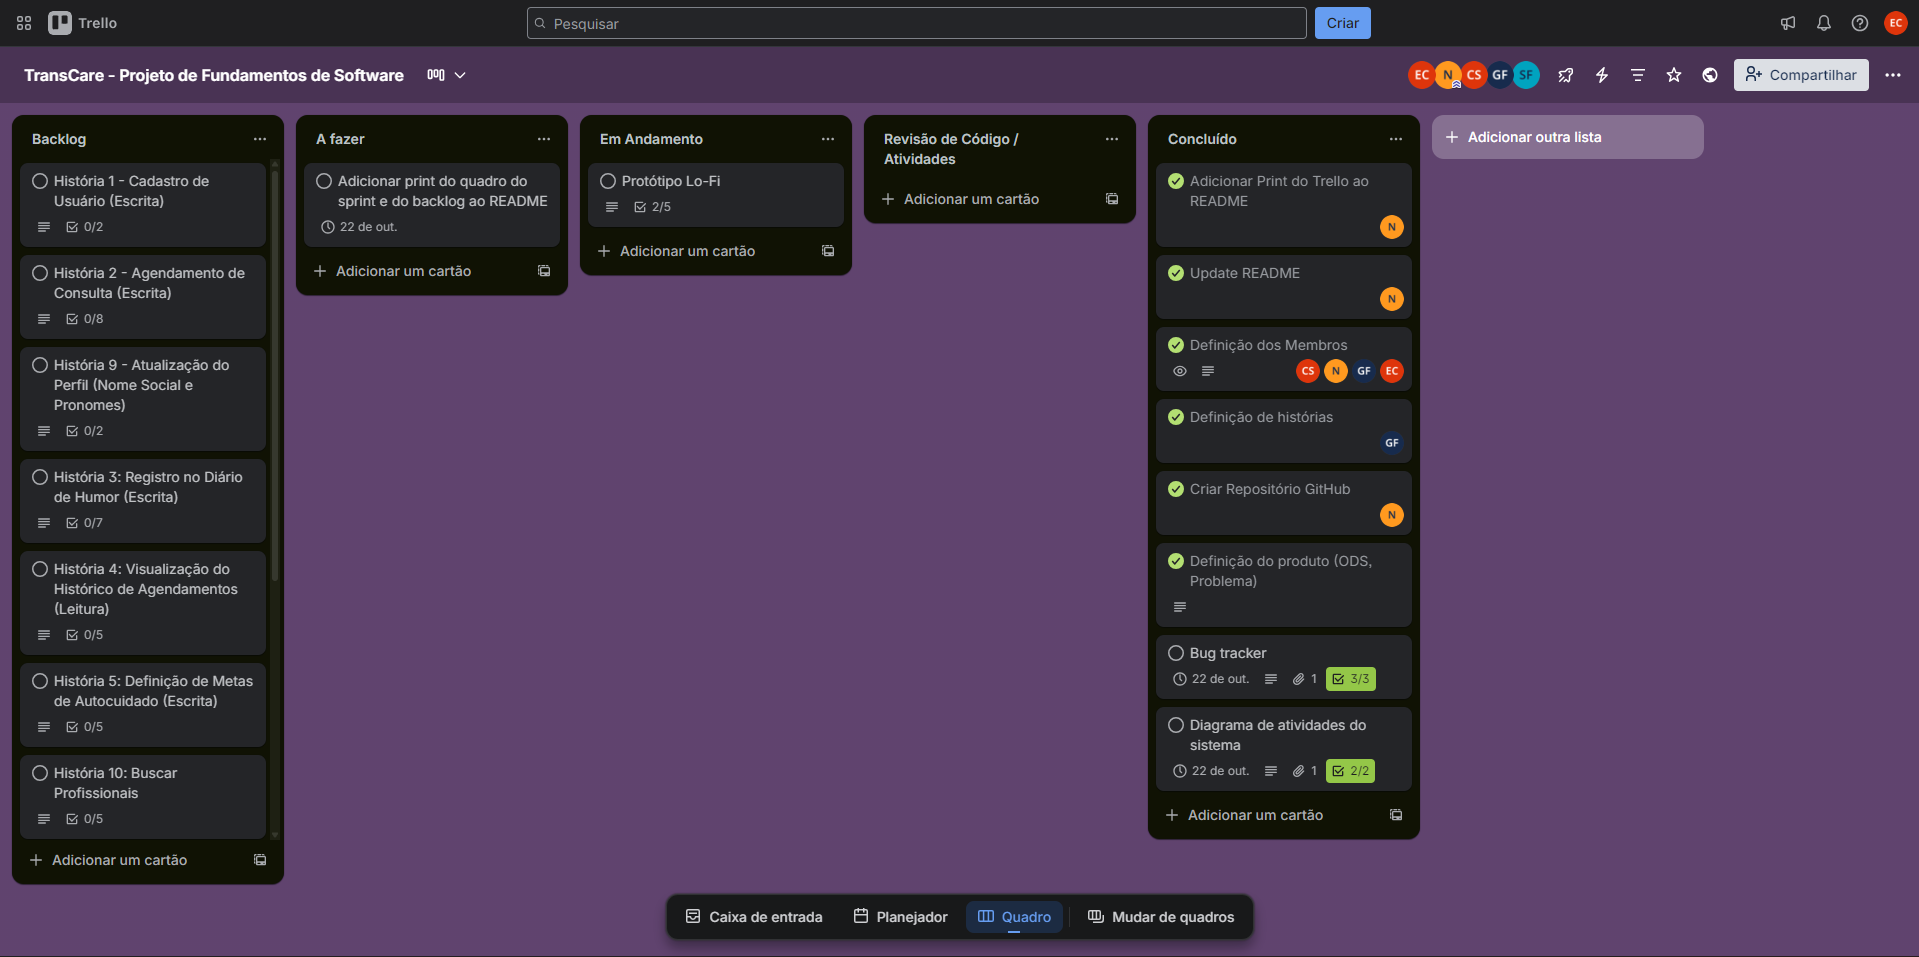 Trello
Pesquisar
Criar
EC
TransCare - Projeto de Fundamentos de Software
EC N CS GF SF
Compartilhar
Backlog
História 1 - Cadastro de
Usuário (Escrita)
0/2
História 2 - Agendamento de
Consulta (Escrita)
0/8
História 9 - Atualização do
Perfil (Nome Social e
Pronomes)
0/2
História 3: Registro no Diário
de Humor (Escrita)
0/7
História 4: Visualização do
Histórico de Agendamentos
(Leitura)
0/5
História 5: Definição de Metas
de Autocuidado (Escrita)
0/5
História 10: Buscar
Profissionais
0/5
Adicionar um cartão
A fazer
Adicionar print do quadro do
sprint e do backlog ao README
22 de out.
Adicionar um cartão
Em Andamento
Protótipo Lo-Fi
2/5
Adicionar um cartão
Revisão de Código /
Atividades
Adicionar um cartão
Concluído
Adicionar Print do Trello ao
README
N
Update README
N
Definição dos Membros
CS N GF EC
Definição de histórias
GF
Criar Repositório GitHub
N
Definição do produto (ODS,
Problema)
Bug tracker
22 de out. 1 3/3
Diagrama de atividades do
sistema
22 de out. 1 2/2
Adicionar um cartão
Adicionar outra lista
Caixa de entrada
Planejador
Quadro
Mudar de quadros